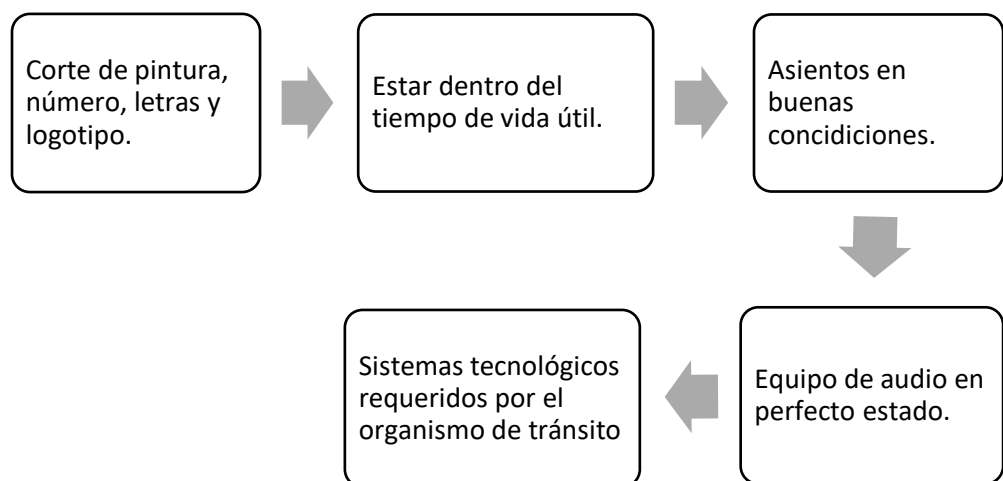 Corte de pintura,
número, letras y
logotipo.
Estar dentro del
tiempo de vida útil.
Asientos en
buenas
concidiciones.
Equipo de audio en
perfecto estado.
Sistemas tecnológicos
requeridos por el
organismo de tránsito